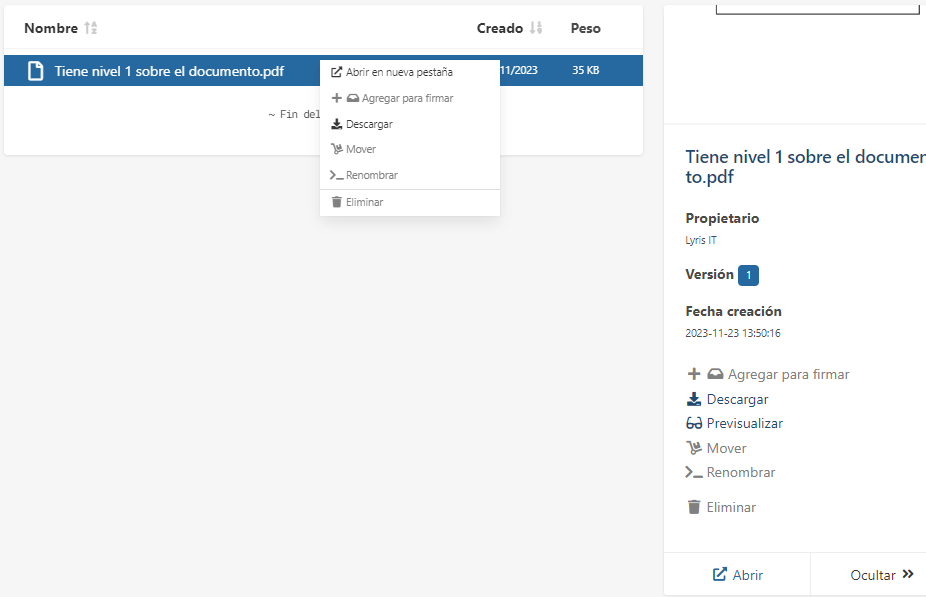 Nombre
Creado
Peso
Tiene nivel 1 sobre el documento.pdf
11/2023
35 KB
~ Fin del
Abrir en nueva pestaña
Agregar para firmar
Descargar
Mover
Renombrar
Eliminar
Tiene nivel 1 sobre el documen
to.pdf
Propietario
Lyris IT
Versión 1
Fecha creación
2023-11-23 13:50:16
Agregar para firmar
Descargar
Previsualizar
Mover
Renombrar
Eliminar
Abrir
Ocultar